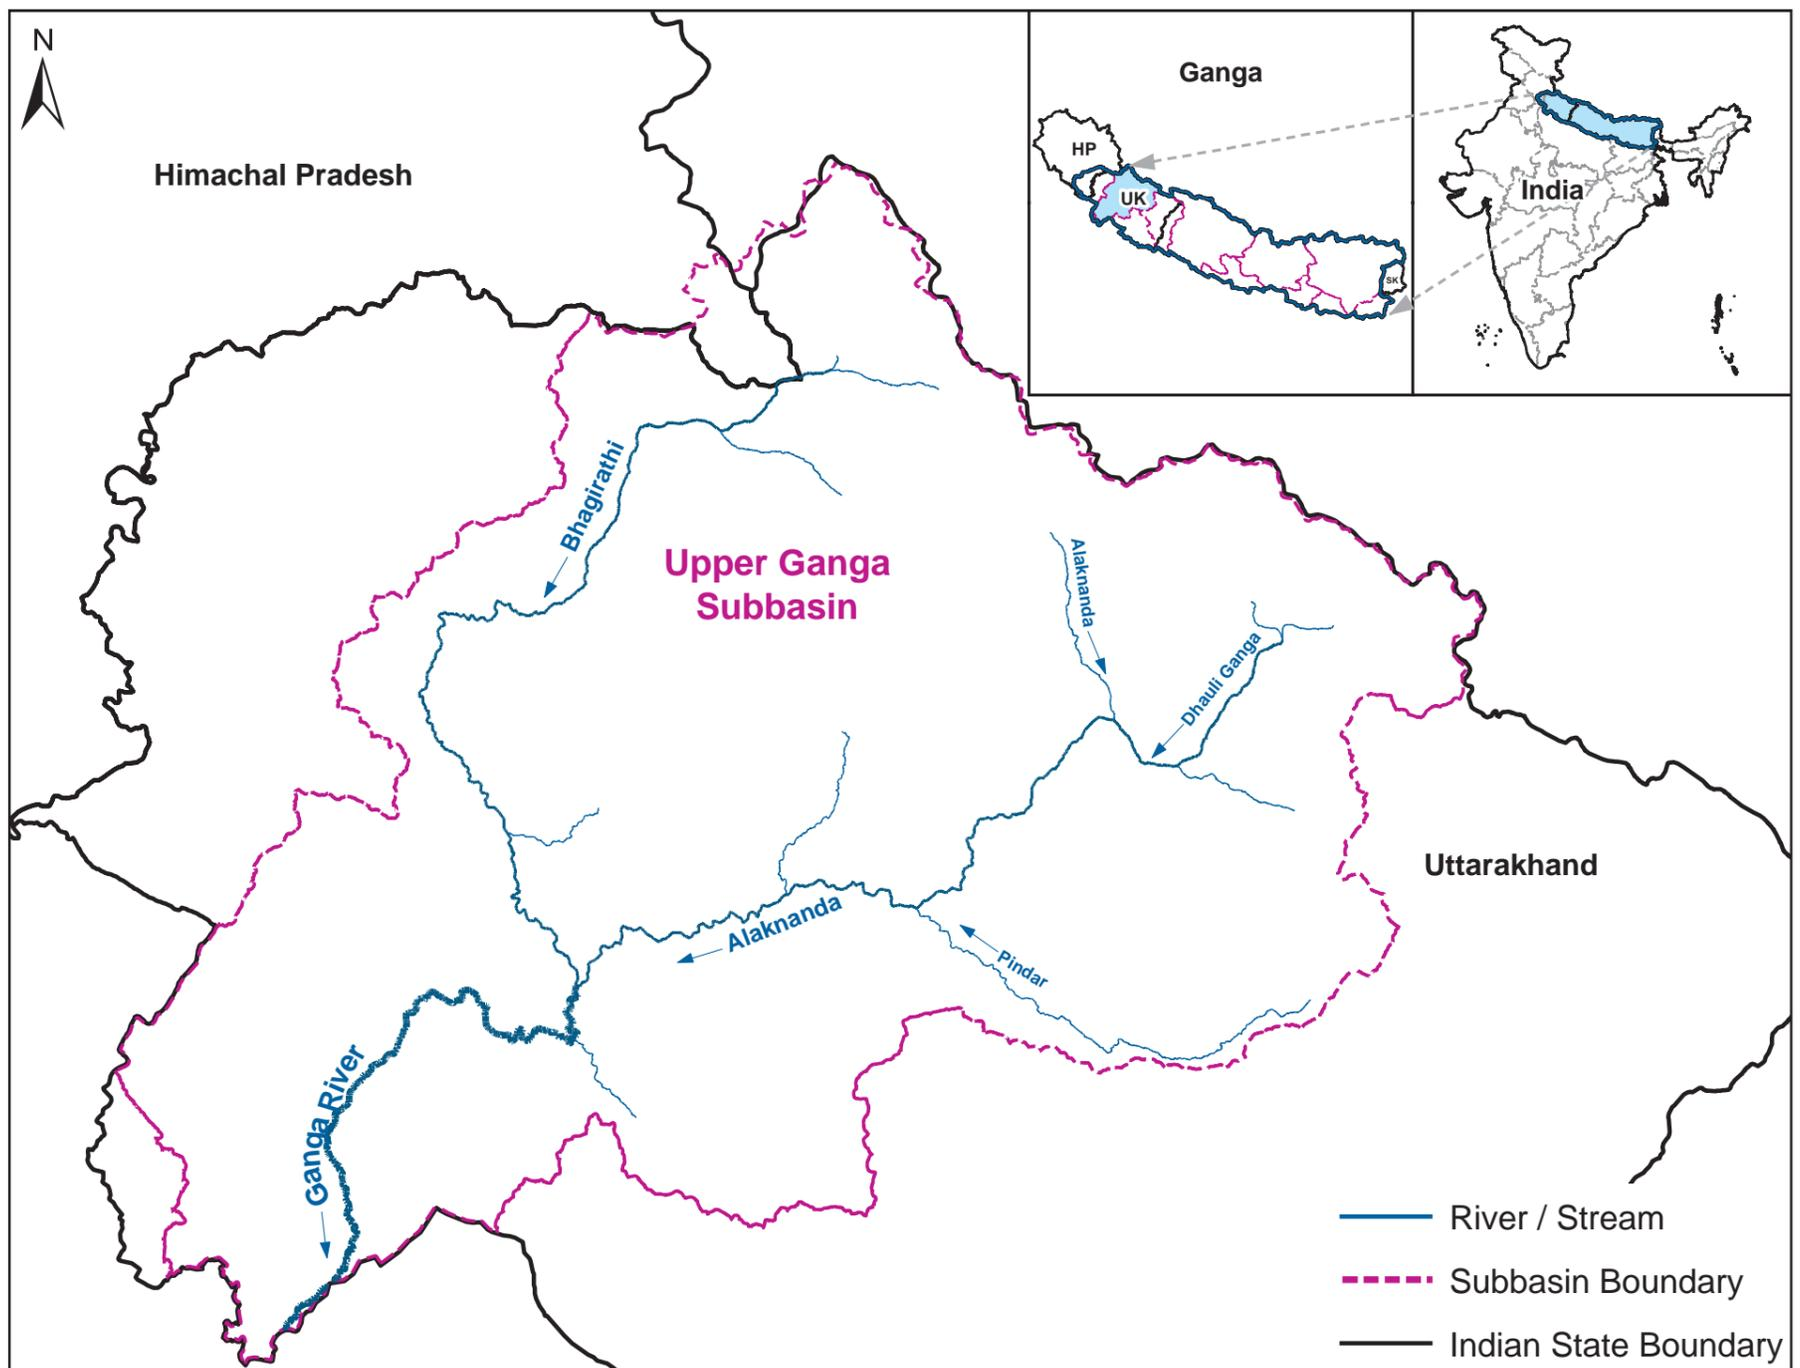 N
Himachal Pradesh
Ganga
HP
UK
SK
India
Bhagirathi
Upper Ganga
Subbasin
Alaknanda
Dhauli Ganga
Uttarakhand
Alaknanda
Pindar
Ganga River
River / Stream
Subbasin Boundary
Indian State Boundary